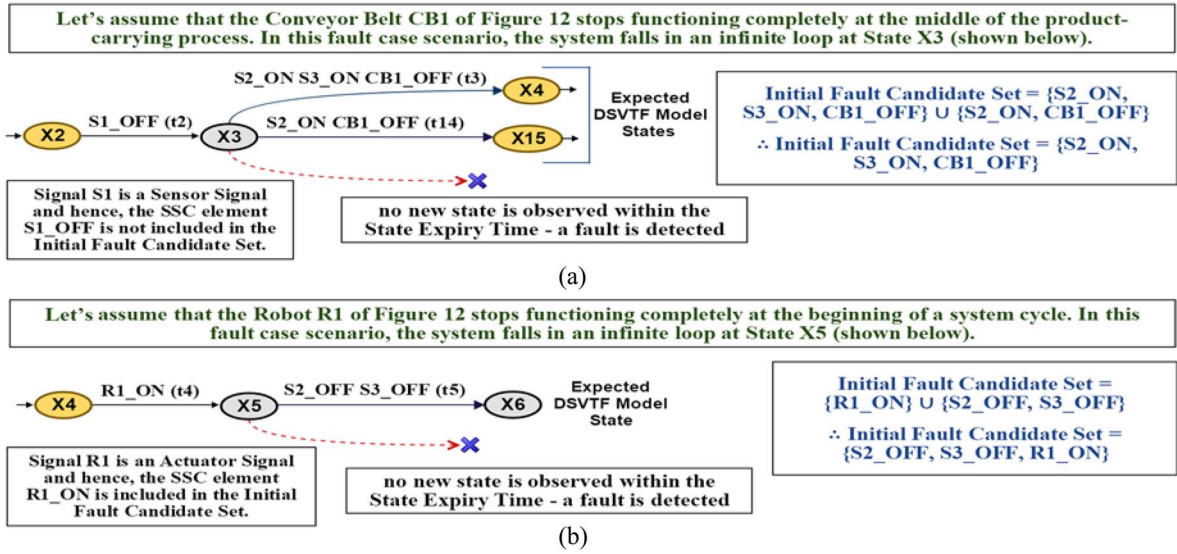 Let's assume that the Conveyor Belt CB1 of Figure 12 stops functioning completely at the middle of the product-
carrying process. In this fault case scenario, the system falls in an infinite loop at State X3 (shown below).
S2_ON S3_ON CB1_OFF (t3)
X4
S1_OFF (t2)
S2_ON CB1_OFF (t14)
X2
X3
X15
Expected
DSVTF Model
States
Initial Fault Candidate Set = {S2_ON,
S3_ON, CB1_OFF} ∪ {S2_ON, CB1_OFF}
∴ Initial Fault Candidate Set = {S2_ON,
S3_ON, CB1_OFF}
Signal S1 is a Sensor Signal
and hence, the SSC element
S1_OFF is not included in the
Initial Fault Candidate Set.
no new state is observed within the
State Expiry Time - a fault is detected
(a)
Let's assume that the Robot R1 of Figure 12 stops functioning completely at the beginning of a system cycle. In this
fault case scenario, the system falls in an infinite loop at State X5 (shown below).
R1_ON (t4)
S2_OFF S3_OFF (t5)
X4
X5
X6
Expected
DSVTF Model
State
Initial Fault Candidate Set =
{R1_ON} ∪ {S2_OFF, S3_OFF}
∴ Initial Fault Candidate Set =
{S2_OFF, S3_OFF, R1_ON}
Signal R1 is an Actuator Signal
and hence, the SSC element
R1_ON is included in the Initial
Fault Candidate Set.
no new state is observed within the
State Expiry Time - a fault is detected
(b)